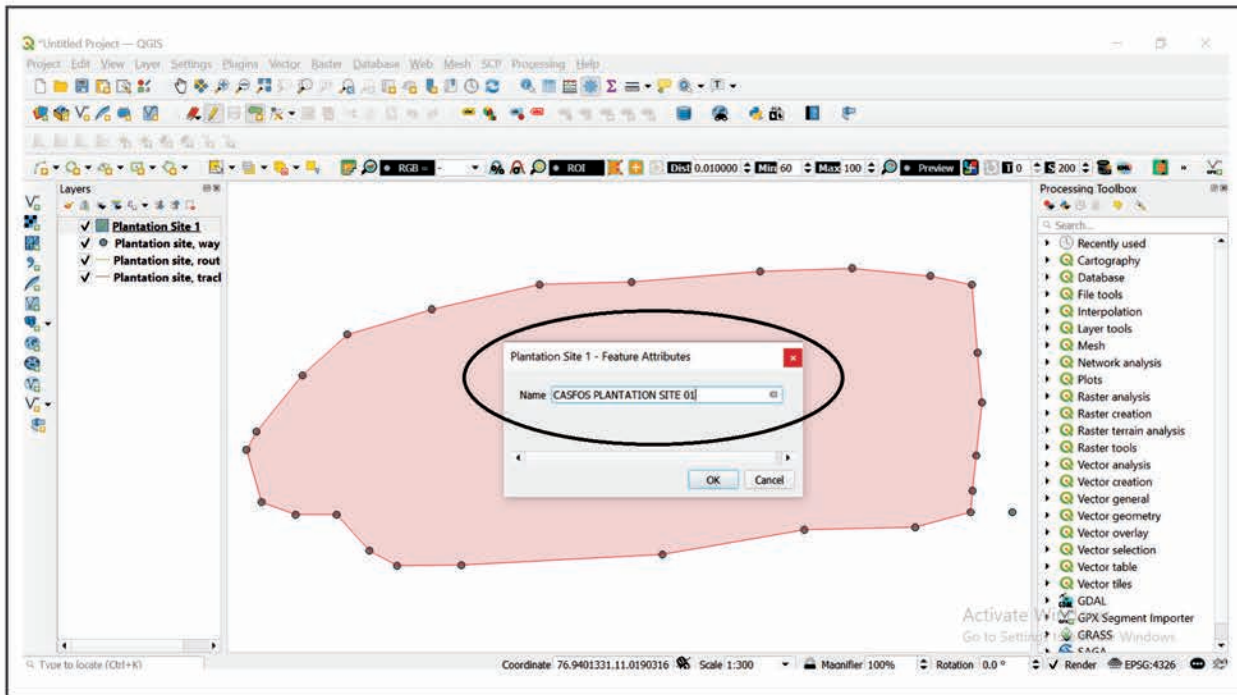 *Untitled Project — QGIS
Project Edit View Layer Settings Plugins Vector Raster Database Web Mesh SCP Processing Help
RGB = - ROI Dist 0.010000 Min 60 Max 100 Preview T 0 S 200
Layers
Plantation Site 1
Plantation site, way
Plantation site, rout
Plantation site, tracl
Plantation Site 1 - Feature Attributes
Name CASFOS PLANTATION SITE 01
OK Cancel
Processing Toolbox
Search...
Recently used
Cartography
Database
File tools
Interpolation
Layer tools
Mesh
Network analysis
Plots
Raster analysis
Raster creation
Raster terrain analysis
Raster tools
Vector analysis
Vector creation
Vector general
Vector geometry
Vector overlay
Vector selection
Vector table
Vector tiles
GDAL
GPX Segment Importer
GRASS
SAGA
Activate Win
Go to Settin Windows.
Type to locate (Ctrl+K)
Coordinate 76.9401331,11.0190316 Scale 1:300 Magnifier 100% Rotation 0.0 ° Render EPSG:4326